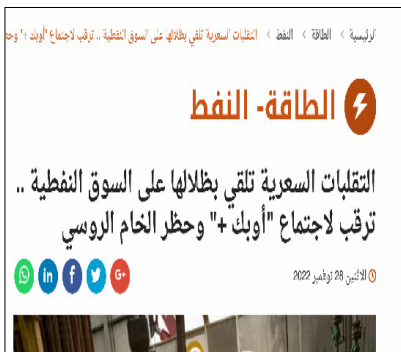 الرئيسية > الطاقة > النفط > التقلبات السعرية تلقي بظلالها على السوق النفطية .. ترقب لاجتماع "أوبك +" وحظ
الطاقة- النفط
التقلبات السعرية تلقي بظلالها على السوق النفطية ..
ترقب لاجتماع "أوبك +" وحظر الخام الروسي
الاثنين 28 نوفمبر 2022
G+ f in